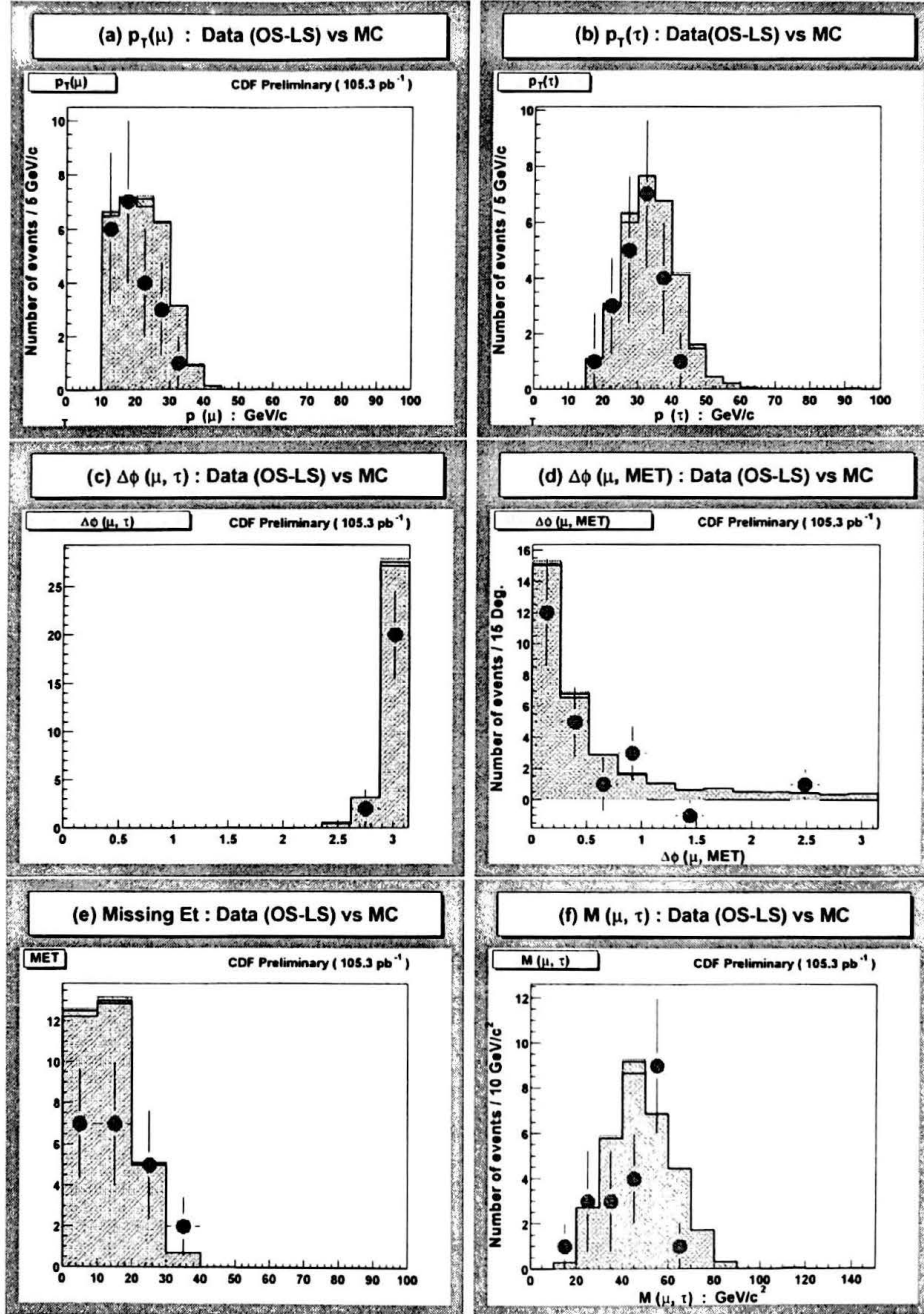 (a) pT(μ) : Data (OS-LS) vs MC
pT(μ)
CDF Preliminary ( 105.3 pb-1 )
Number of events / 5 GeV/c
10
8
6
4
2
0
0 10 20 30 40 50 60 70 80 90 100
pT(μ) : GeV/c
(b) pT(τ) : Data(OS-LS) vs MC
pT(τ)
Number of events / 5 GeV/c
10
8
6
4
2
0
0 10 20 30 40 50 60 70 80 90 100
pT(τ) : GeV/c
(c) Δϕ (μ, τ) : Data (OS-LS) vs MC
Δϕ (μ, τ)
CDF Preliminary ( 105.3 pb-1 )
25
20
15
10
5
0
0 0.5 1 1.5 2 2.5 3
(d) Δϕ (μ, MET) : Data (OS-LS) vs MC
Δϕ (μ, MET)
CDF Preliminary ( 105.3 pb-1 )
Number of events / 15 Deg.
16
14
12
10
8
6
4
2
0
0 0.5 1 1.5 2 2.5 3
Δϕ (μ, MET)
(e) Missing Et : Data (OS-LS) vs MC
MET
CDF Preliminary ( 105.3 pb-1 )
12
10
8
6
4
2
0
0 10 20 30 40 50 60 70 80 90 100
(f) M (μ, τ) : Data (OS-LS) vs MC
M (μ, τ)
CDF Preliminary ( 105.3 pb-1 )
Number of events / 10 GeV/c2
12
10
8
6
4
2
0
0 20 40 60 80 100 120 140
M (μ, τ) : GeV/c2